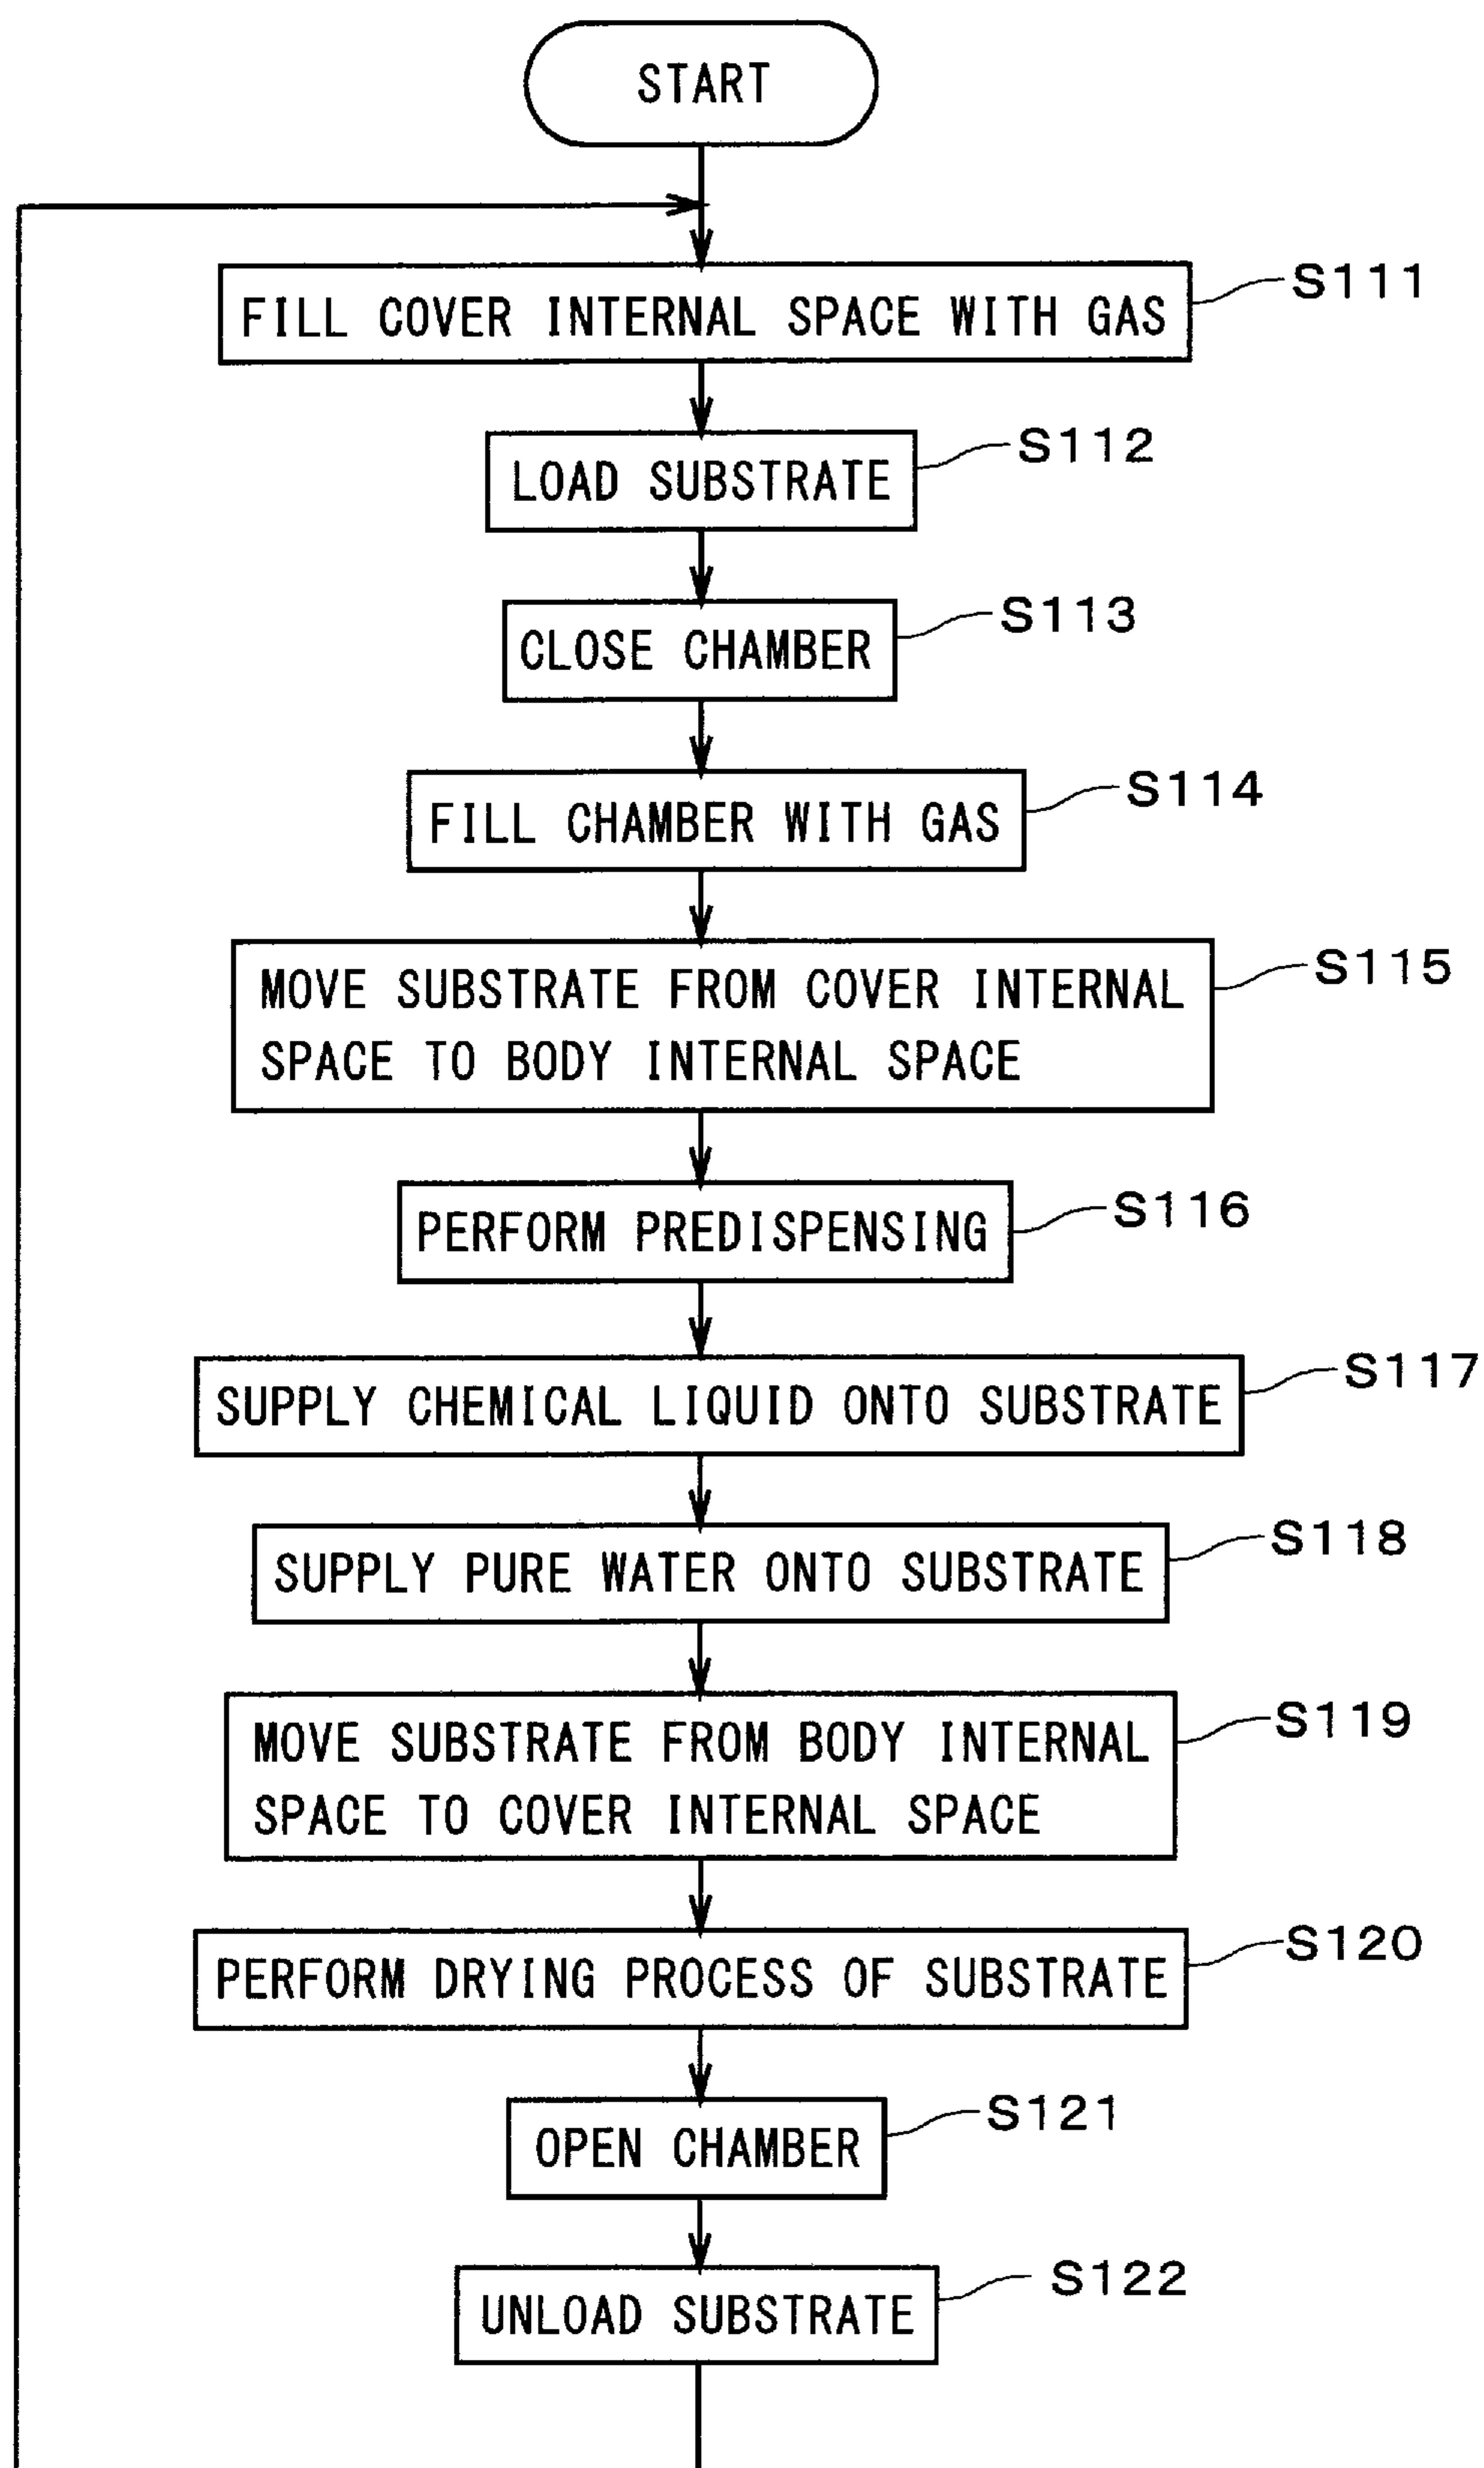 START
FILL COVER INTERNAL SPACE WITH GAS
S111
LOAD SUBSTRATE
S112
CLOSE CHAMBER
S113
FILL CHAMBER WITH GAS
S114
MOVE SUBSTRATE FROM COVER INTERNAL
SPACE TO BODY INTERNAL SPACE
S115
PERFORM PREDISPENSING
S116
SUPPLY CHEMICAL LIQUID ONTO SUBSTRATE
S117
SUPPLY PURE WATER ONTO SUBSTRATE
S118
MOVE SUBSTRATE FROM BODY INTERNAL
SPACE TO COVER INTERNAL SPACE
S119
PERFORM DRYING PROCESS OF SUBSTRATE
S120
OPEN CHAMBER
S121
UNLOAD SUBSTRATE
S122